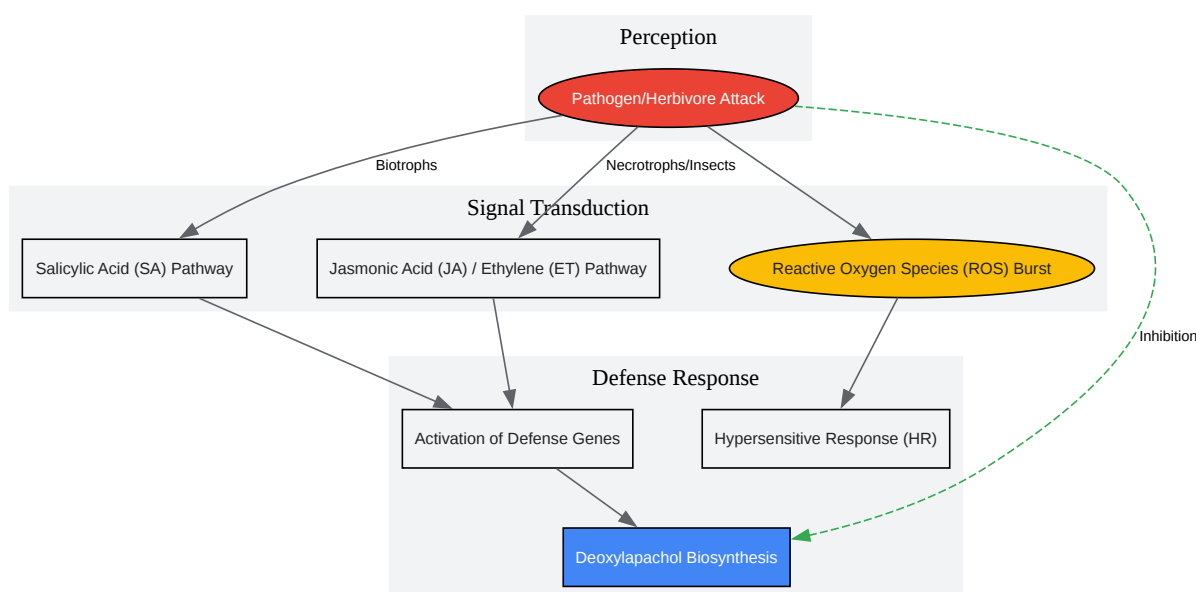 Perception
Pathogen/Herbivore Attack
Biotrophs
Necrotrophs/Insects
Signal Transduction
Salicylic Acid (SA) Pathway
Jasmonic Acid (JA) / Ethylene (ET) Pathway
Reactive Oxygen Species (ROS) Burst
Inhibition
Defense Response
Activation of Defense Genes
Hypersensitive Response (HR)
Deoxylapachol Biosynthesis